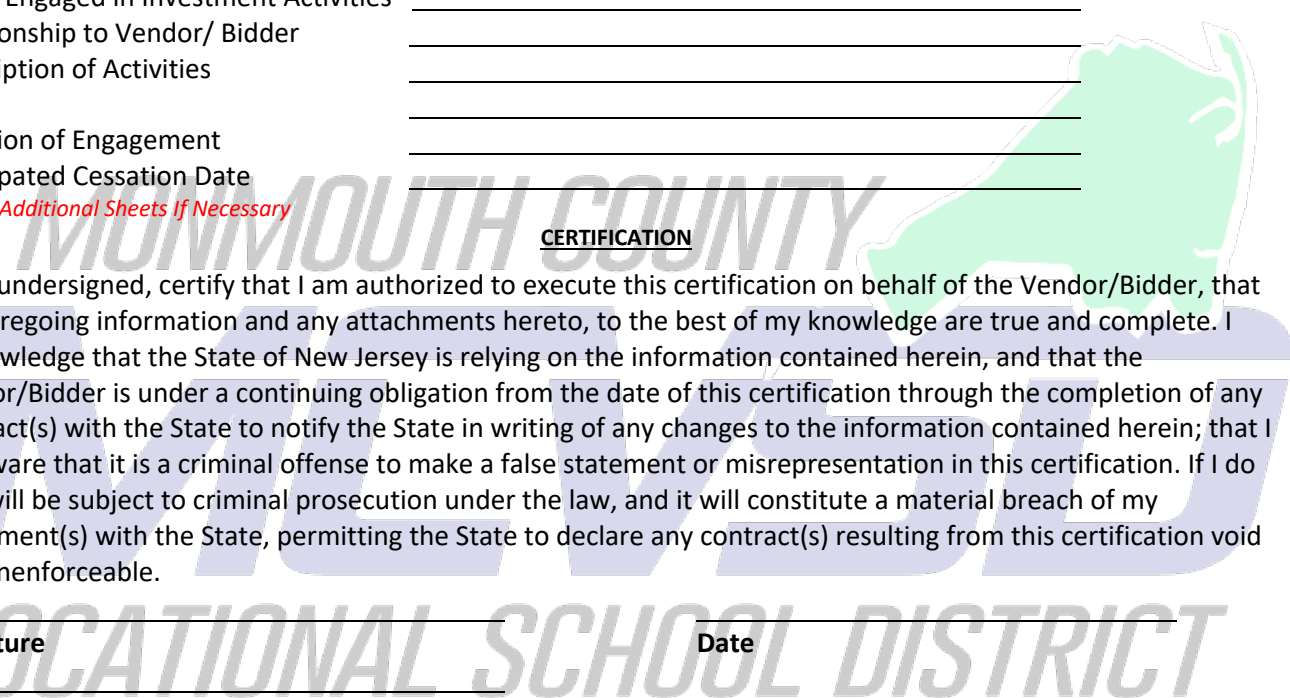 Engaged in Investment Activities
onship to Vendor/ Bidder
iption of Activities
ion of Engagement
pated Cessation Date
Additional Sheets If Necessary
MONMOUTH COUNTY
CERTIFICATION
undersigned, certify that I am authorized to execute this certification on behalf of the Vendor/Bidder, that
regoing information and any attachments hereto, to the best of my knowledge are true and complete. I
wledge that the State of New Jersey is relying on the information contained herein, and that the
or/Bidder is under a continuing obligation from the date of this certification through the completion of any
act(s) with the State to notify the State in writing of any changes to the information contained herein; that I
ware that it is a criminal offense to make a false statement or misrepresentation in this certification. If I do
will be subject to criminal prosecution under the law, and it will constitute a material breach of my
ment(s) with the State, permitting the State to declare any contract(s) resulting from this certification void
nenforceable.
MCVSD
OCATIONAL SCHOOL DISTRICT
ture Date